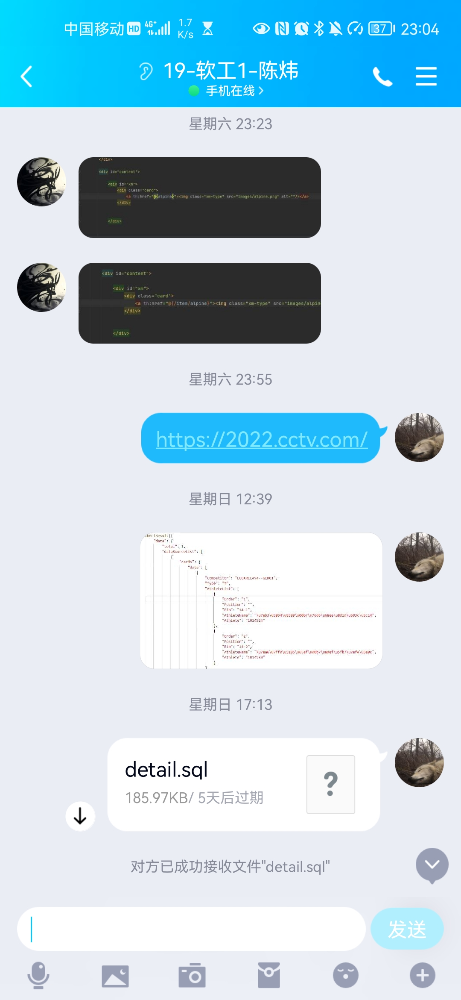 中国移动 HD 4G+ 1.7 K/s 37 23:04
19-软工1-陈炜
手机在线
星期六 23:23
</div>
<div id="content">
<div id="xm">
<div class="card">
<a th:href="@{alpine}"><img class="xm-type" src="images/alpine.png" alt=""/></a>
</div>
</div>
<div id="content">
<div id="xm">
<div class="card">
<a th:href="@{/item/alpine}"><img class="xm-type" src="images/alpin
</div>
</div>
星期六 23:55
https://2022.cctv.com/
星期日 12:39
cbGetResult({
"data": {
"total": 1,
"dataSourceList": [
{
"cards": {
"data": [
{
"Competitor": "LUGXRELAY4--GER01",
"Type": "T",
"AthleteList": [
{
"Order": "1",
"Position": "",
"Bib": "14-1",
"AthleteName": "\u7eb3\u5854\u8389\u00b7\u76d6\u68ee\u8d1d\u683c\u5c14",
"Athlete": "1014524"
},
{
"Order": "2",
"Position": "",
"Bib": "14-2",
"AthleteName": "\u7ea6\u7ff0\u5185\u65af\u00b7\u8def\u5fb7\u7ef4\u5e0c",
"Athlete": "1014530"
}
]
星期日 17:13
detail.sql
185.97KB/ 5天后过期
?
对方已成功接收文件"detail.sql"
发送